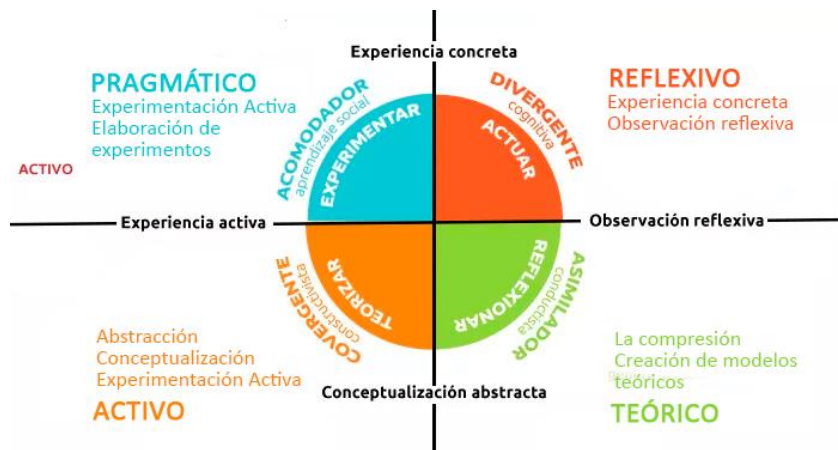 Experiencia concreta
PRAGMÁTICO
Experimentación Activa
Elaboración de
experimentos
ACTIVO
ACOMODADOR
aprendizaje social
EXPERIMENTAR
DIVERGENTE
cognitiva
ACTUAR
REFLEXIVO
Experiencia concreta
Observación reflexiva
Experiencia activa
Observación reflexiva
COVERGENTE
constructivista
TEORIZAR
REFLEXIONAR
ASIMILADOR
conductista
Abstracción
Conceptualización
Experimentación Activa
ACTIVO
Conceptualización abstracta
La compresión
Creación de modelos
teóricos
TEÓRICO